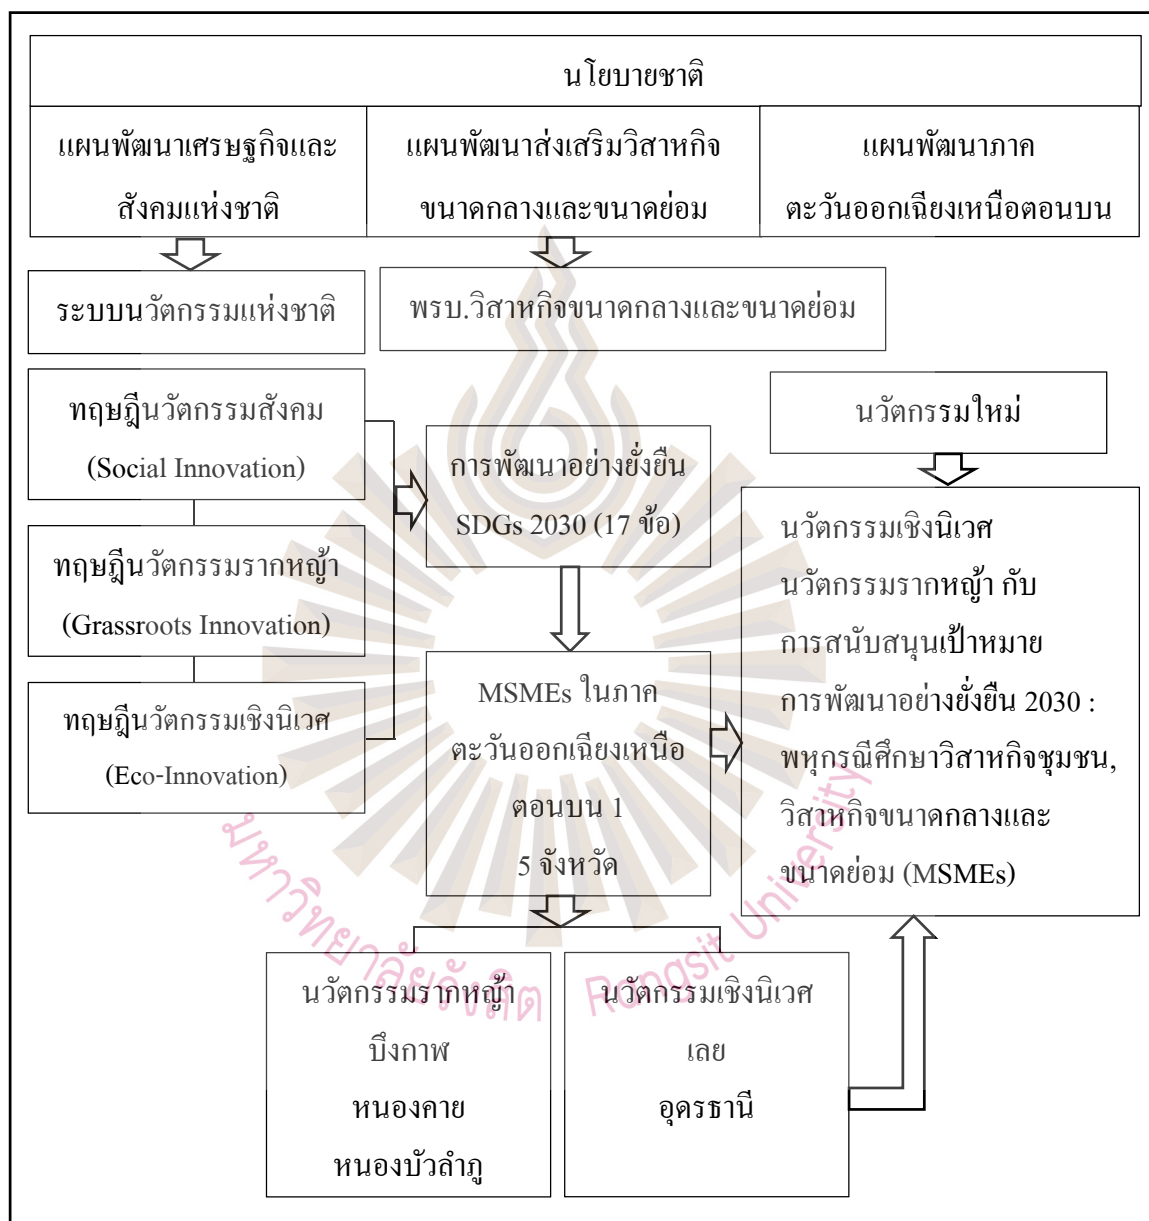 นโยบายชาติ
แผนพัฒนาเศรษฐกิจและ
สังคมแห่งชาติ
แผนพัฒนาส่งเสริมวิสาหกิจ
ขนาดกลางและขนาดย่อม
แผนพัฒนาภาค
ตะวันออกเฉียงเหนือตอนบน
ระบบนวัตกรรมแห่งชาติ
พรบ.วิสาหกิจขนาดกลางและขนาดย่อม
ทฤษฎีนวัตกรรมสังคม
(Social Innovation)
ทฤษฎีนวัตกรรมรากหญ้า
(Grassroots Innovation)
ทฤษฎีนวัตกรรมเชิงนิเวศ
(Eco-Innovation)
การพัฒนาอย่างยั่งยืน
SDGs 2030 (17 ข้อ)
MSMEs ในภาค
ตะวันออกเฉียงเหนือ
ตอนบน 1
5 จังหวัด
นวัตกรรมใหม่
นวัตกรรมเชิงนิเวศ
นวัตกรรมรากหญ้า กับ
การสนับสนุนเป้าหมาย
การพัฒนาอย่างยั่งยืน 2030 :
พหุกรณีศึกษาวิสาหกิจชุมชน,
วิสาหกิจขนาดกลางและ
ขนาดย่อม (MSMEs)
นวัตกรรมรากหญ้า
บึงกาฬ
หนองคาย
หนองบัวลำภู
นวัตกรรมเชิงนิเวศ
เลย
อุดรธานี
มหาวิทยาลัยรังสิต Rangsit University